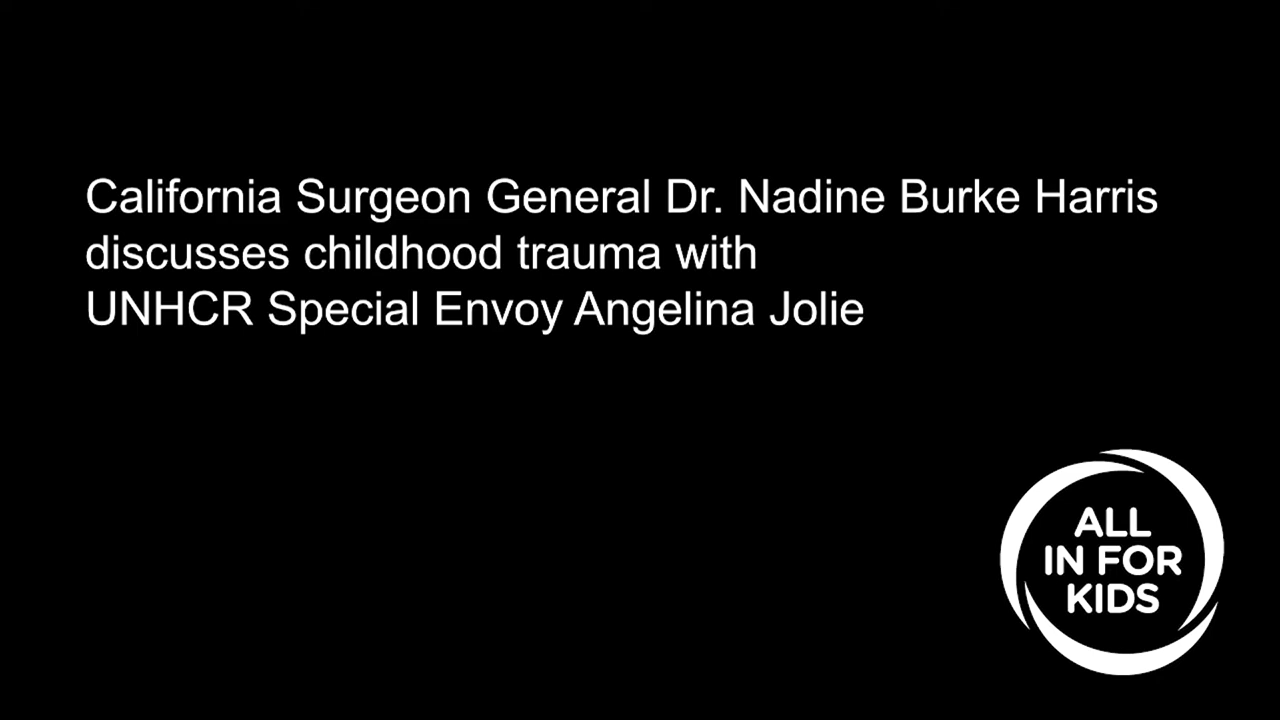 California Surgeon General Dr. Nadine Burke Harris
discusses childhood trauma with
UNHCR Special Envoy Angelina Jolie
ALL
IN FOR
KIDS